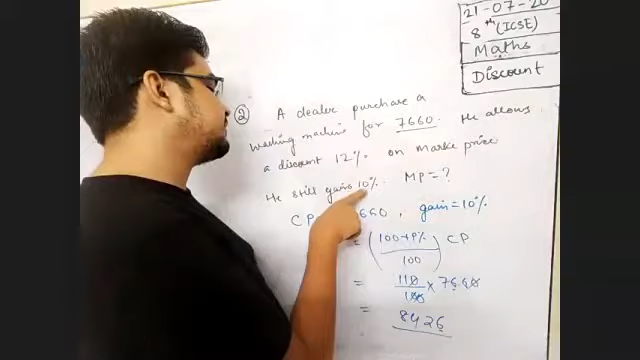 21-07-20
8th (ICSE)
Maths
Discount
② A dealer purchase a
washing machine for 7660. He allows
a discount 12% on Marke price
He still gains 10%. MP = ?
CP 660, gain = 10%
= (100+P% / 100) CP
= 110/100 × 7660
= 8426